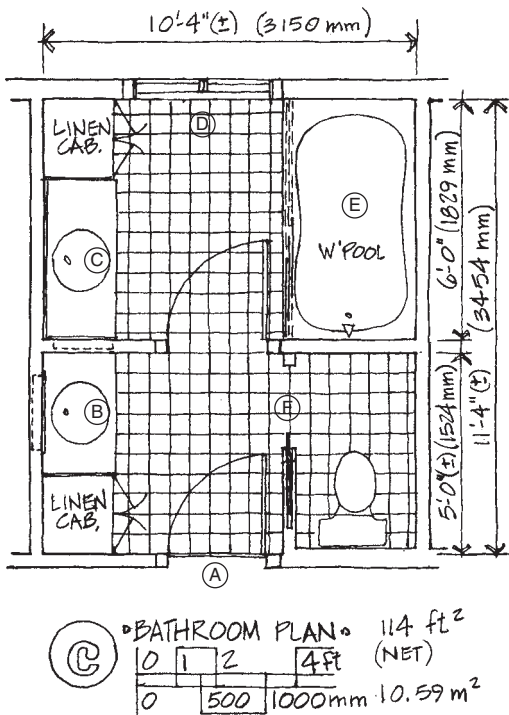 10'-4"(±) (3150 mm)
LINEN
CAB.
D
E
W'POOL
C
6'-0" (1829 mm)
(3454 mm)
B
F
5'-0"(±)(1524 mm)
11'-4"(±)
LINEN
CAB.
A
C
•BATHROOM PLAN• 114 ft²
(NET)
0 1 2 4ft
0 500 1000mm 10.59 m²